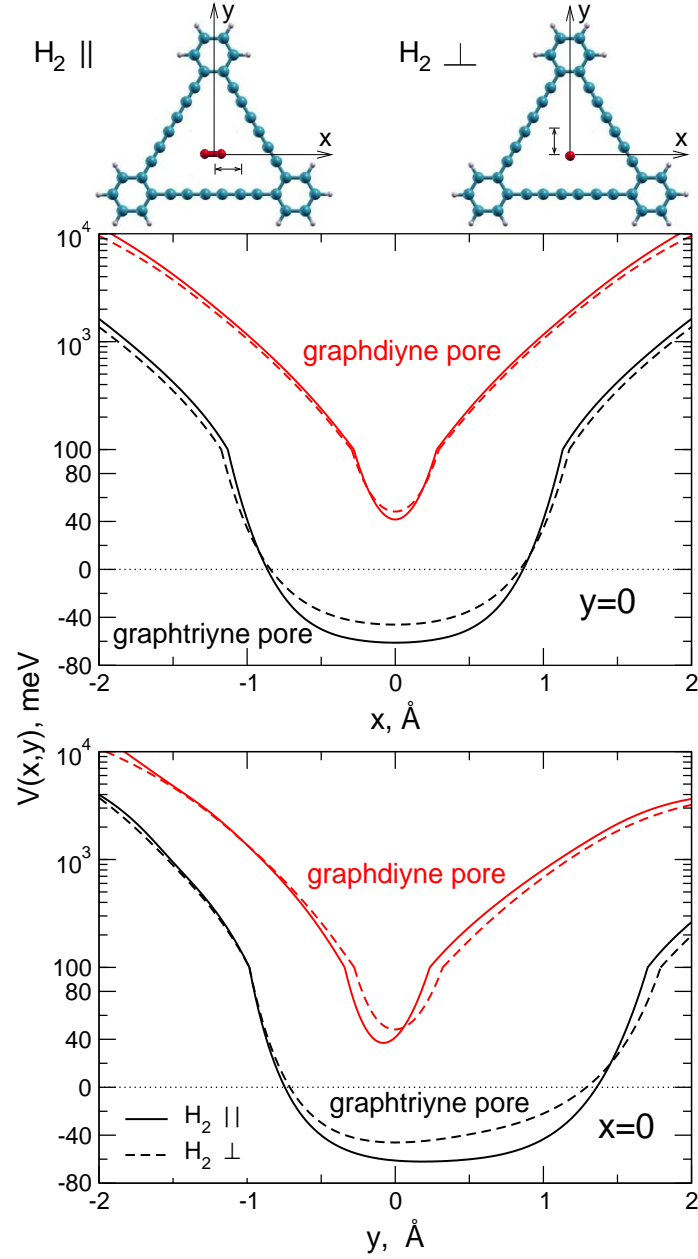 y
y
H2 ||
H2 ⊥
x
x
10^4
graphdiyne pore
10^3
100
80
40
0
y=0
-40
graphtriyne pore
-80
-2
-1
0
1
2
x, Å
V(x,y), meV
10^4
graphdiyne pore
10^3
100
80
40
0
graphtriyne pore
H2 ||
x=0
-40
H2 ⊥
-80
-2
-1
0
1
2
y, Å